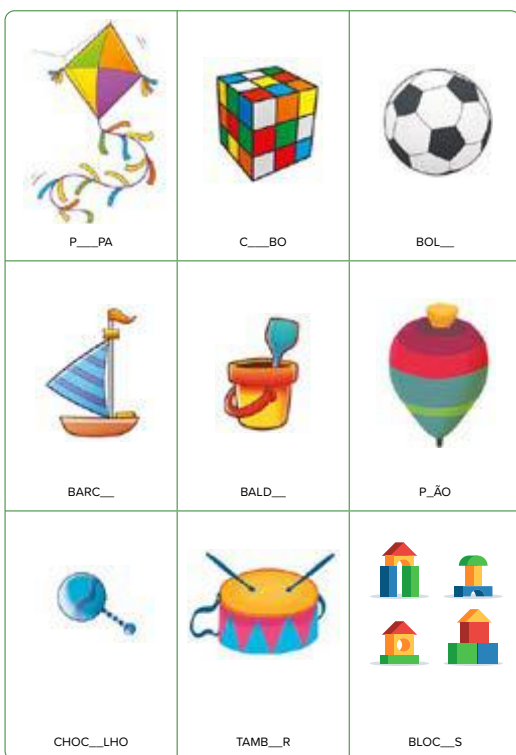 P___PA
C___BO
BOL__
BARC__
BALD__
P_ÃO
CHOC__LHO
TAMB__R
BLOC__S